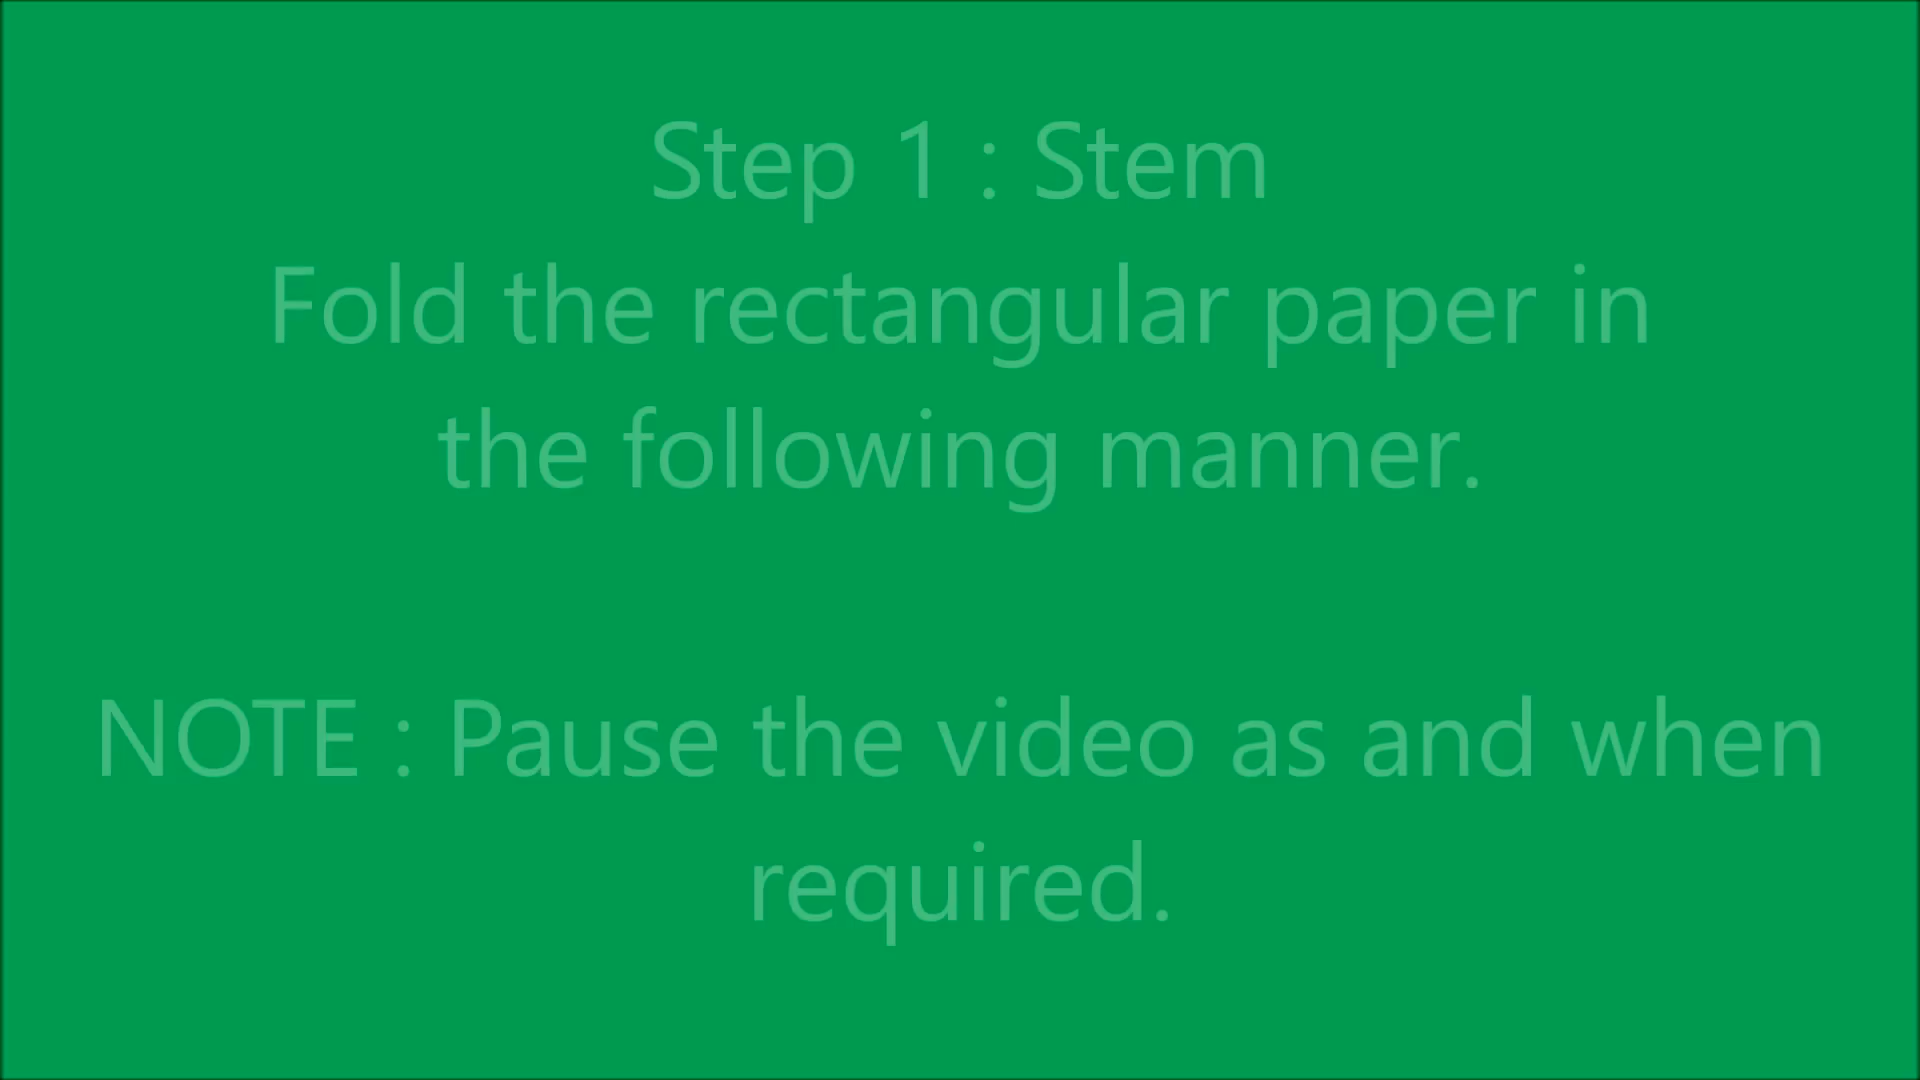 Step 1 : Stem
Fold the rectangular paper in
the following manner.
NOTE : Pause the video as and when
required.